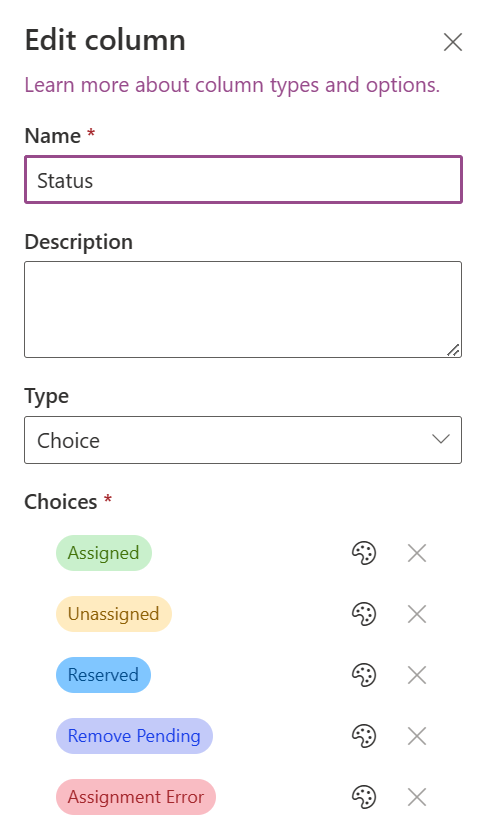 Edit column
Learn more about column types and options.
Name *
Status
Description
Type
Choice
Choices *
Assigned
Unassigned
Reserved
Remove Pending
Assignment Error